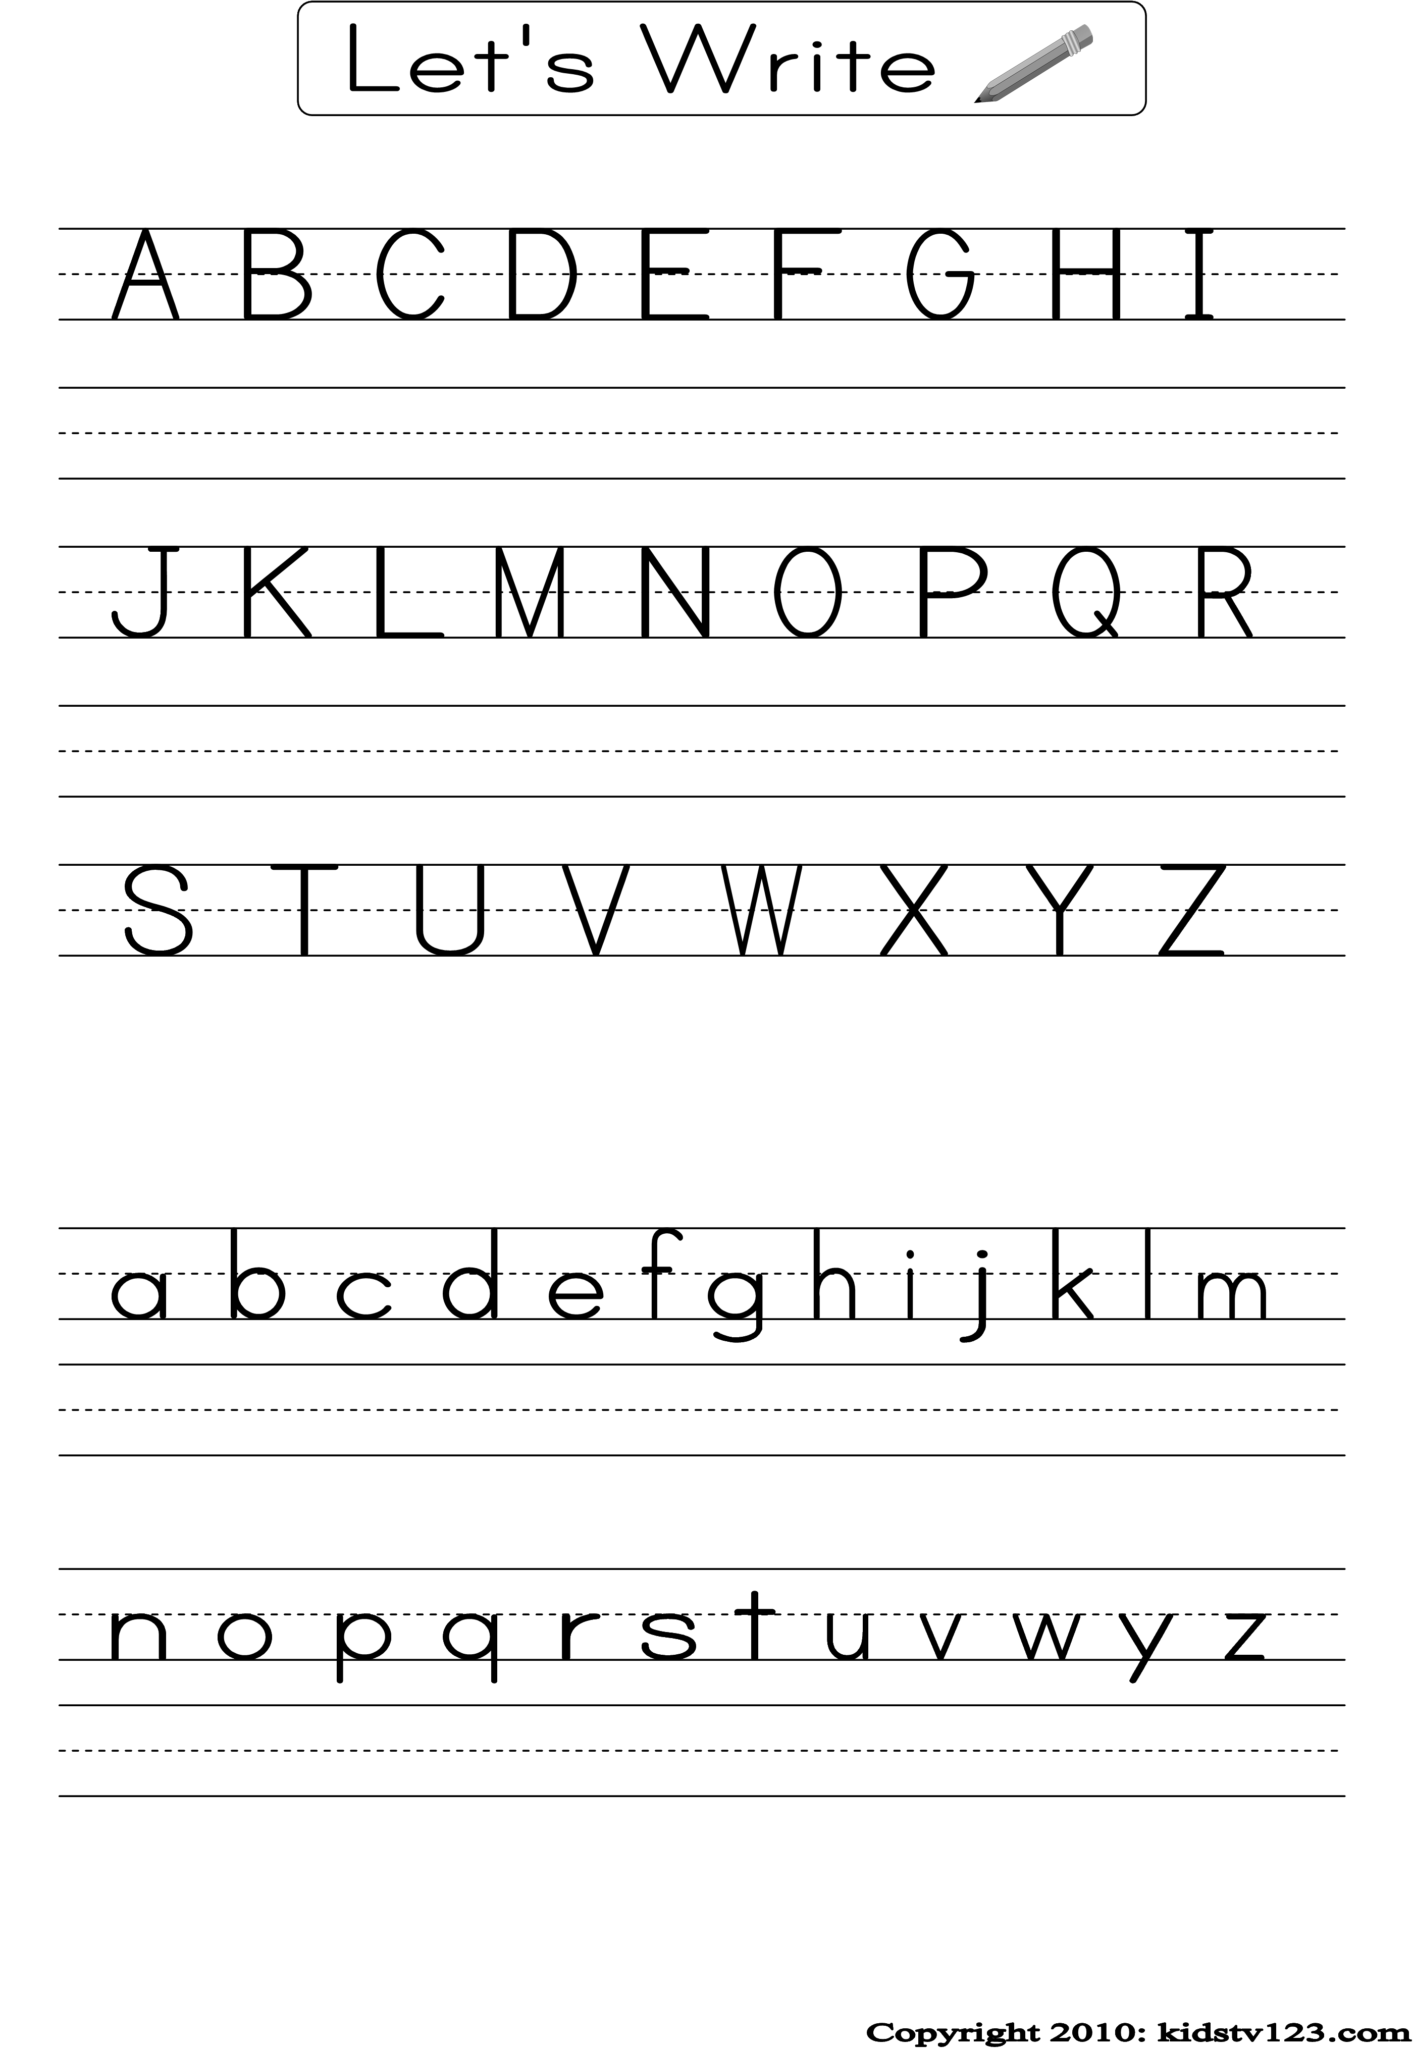 Let's Write
A B C D E F G H I
J K L M N O P Q R
S T U V W X Y Z
a b c d e f g h i j k l m
n o p q r s t u v w y z
Copyright 2010: kidstv123.com